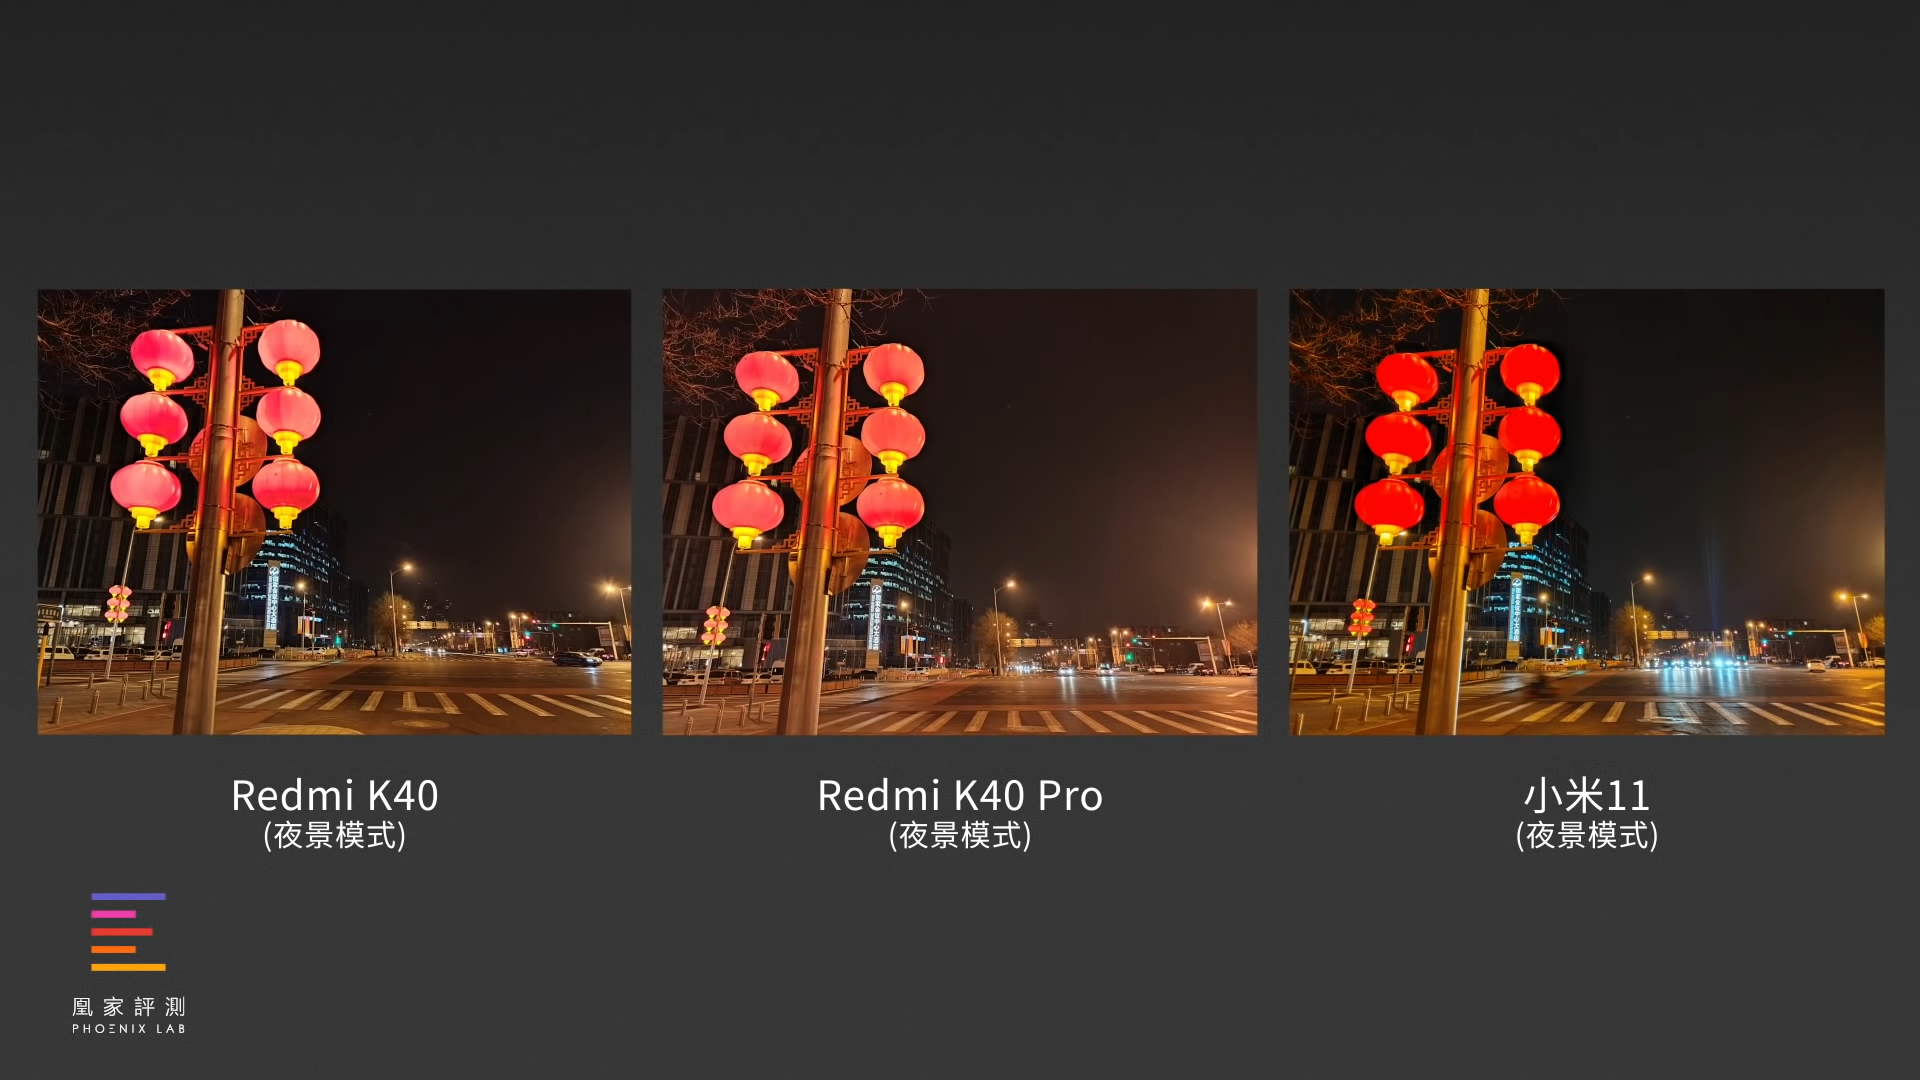 Redmi K40
(夜景模式)
Redmi K40 Pro
(夜景模式)
小米11
(夜景模式)
凰家評測
PHOENIX LAB